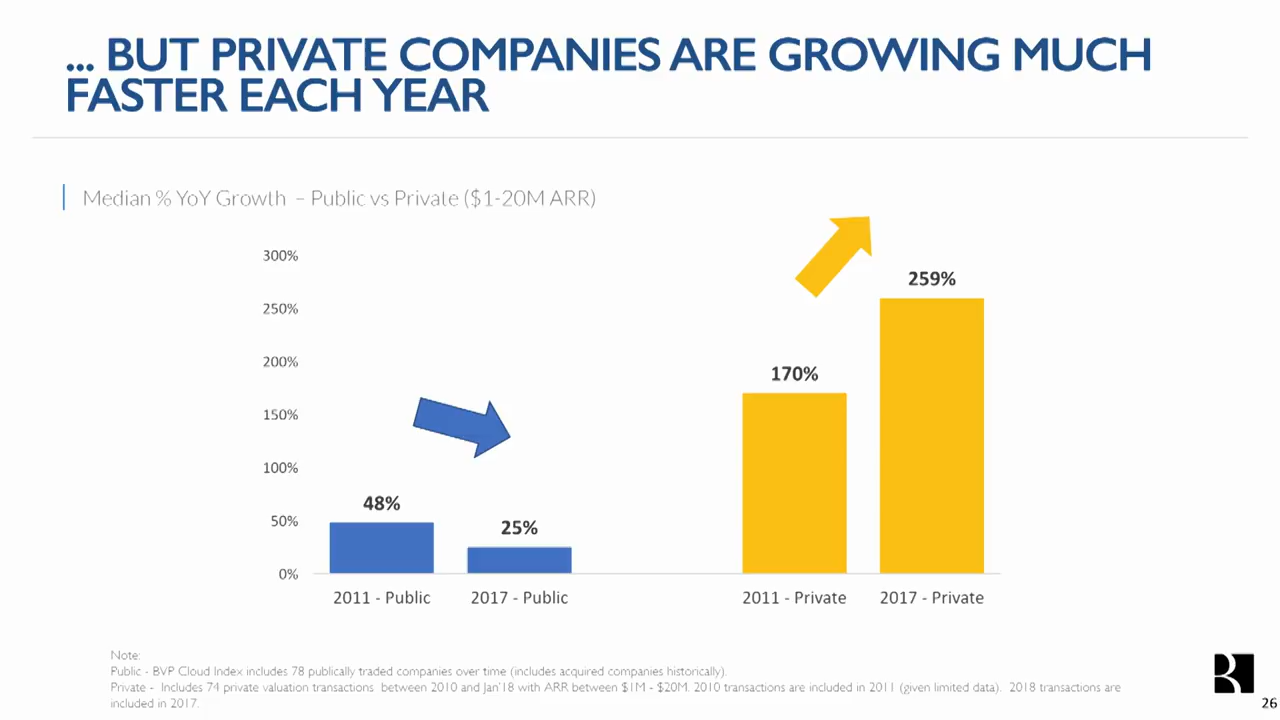 ... BUT PRIVATE COMPANIES ARE GROWING MUCH
FASTER EACH YEAR
Median % YoY Growth – Public vs Private ($1-20M ARR)
300%
250%
200%
150%
100%
50%
0%
48%
25%
170%
259%
2011 - Public
2017 - Public
2011 - Private
2017 - Private
Note:
Public - BVP Cloud Index includes 78 publically traded companies over time (includes acquired companies historically).
Private - Includes 74 private valuation transactions between 2010 and Jan'18 with ARR between $1M - $20M. 2010 transactions are included in 2011 (given limited data). 2018 transactions are
included in 2017.
26